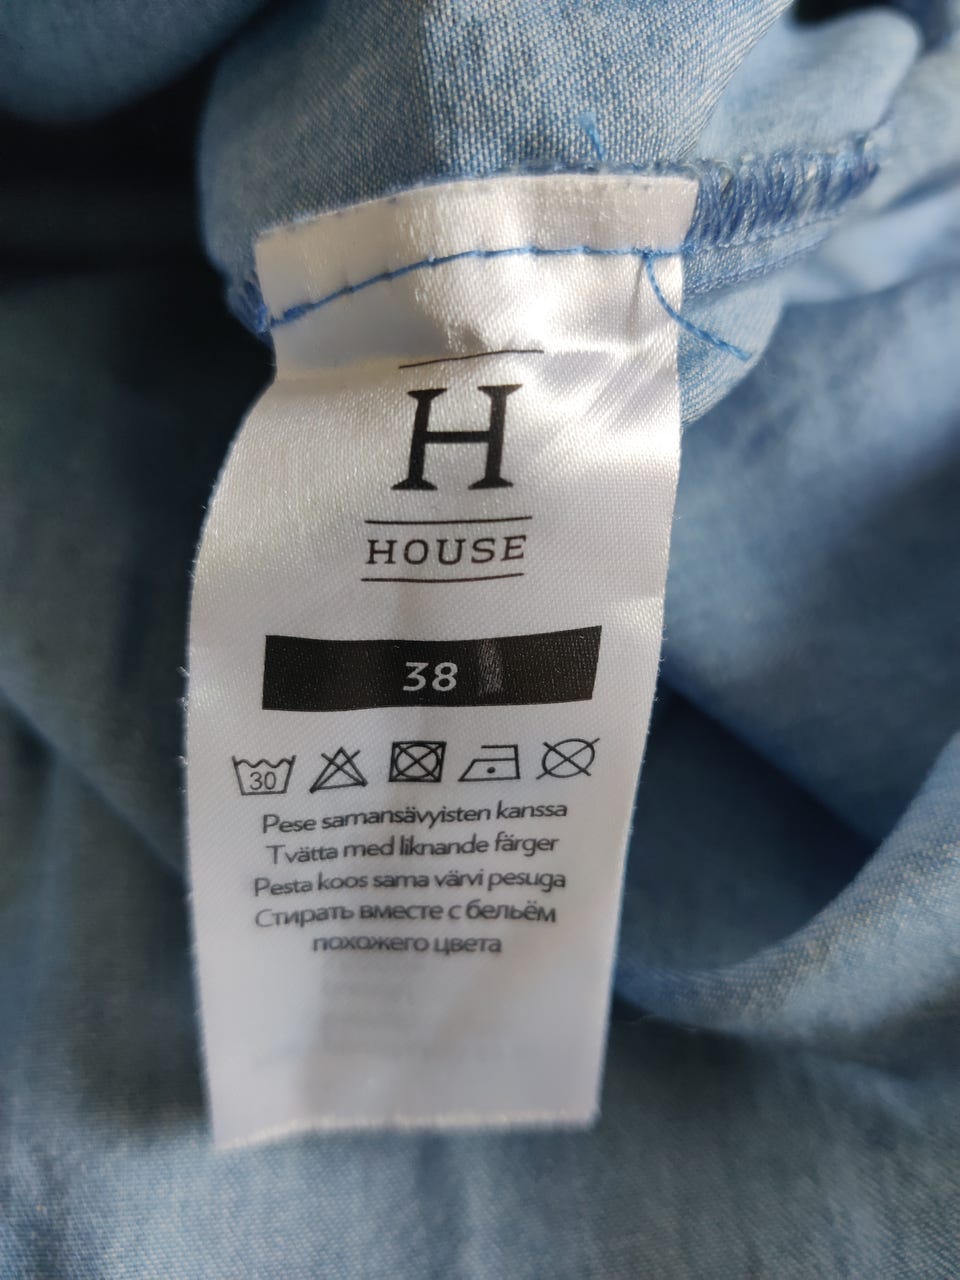 H
HOUSE
38
30
Pese samansävyisten kanssa
Tvätta med liknande färger
Pesta koos sama värvi pesuga
Стирать вместе с бельём
похожего цвета